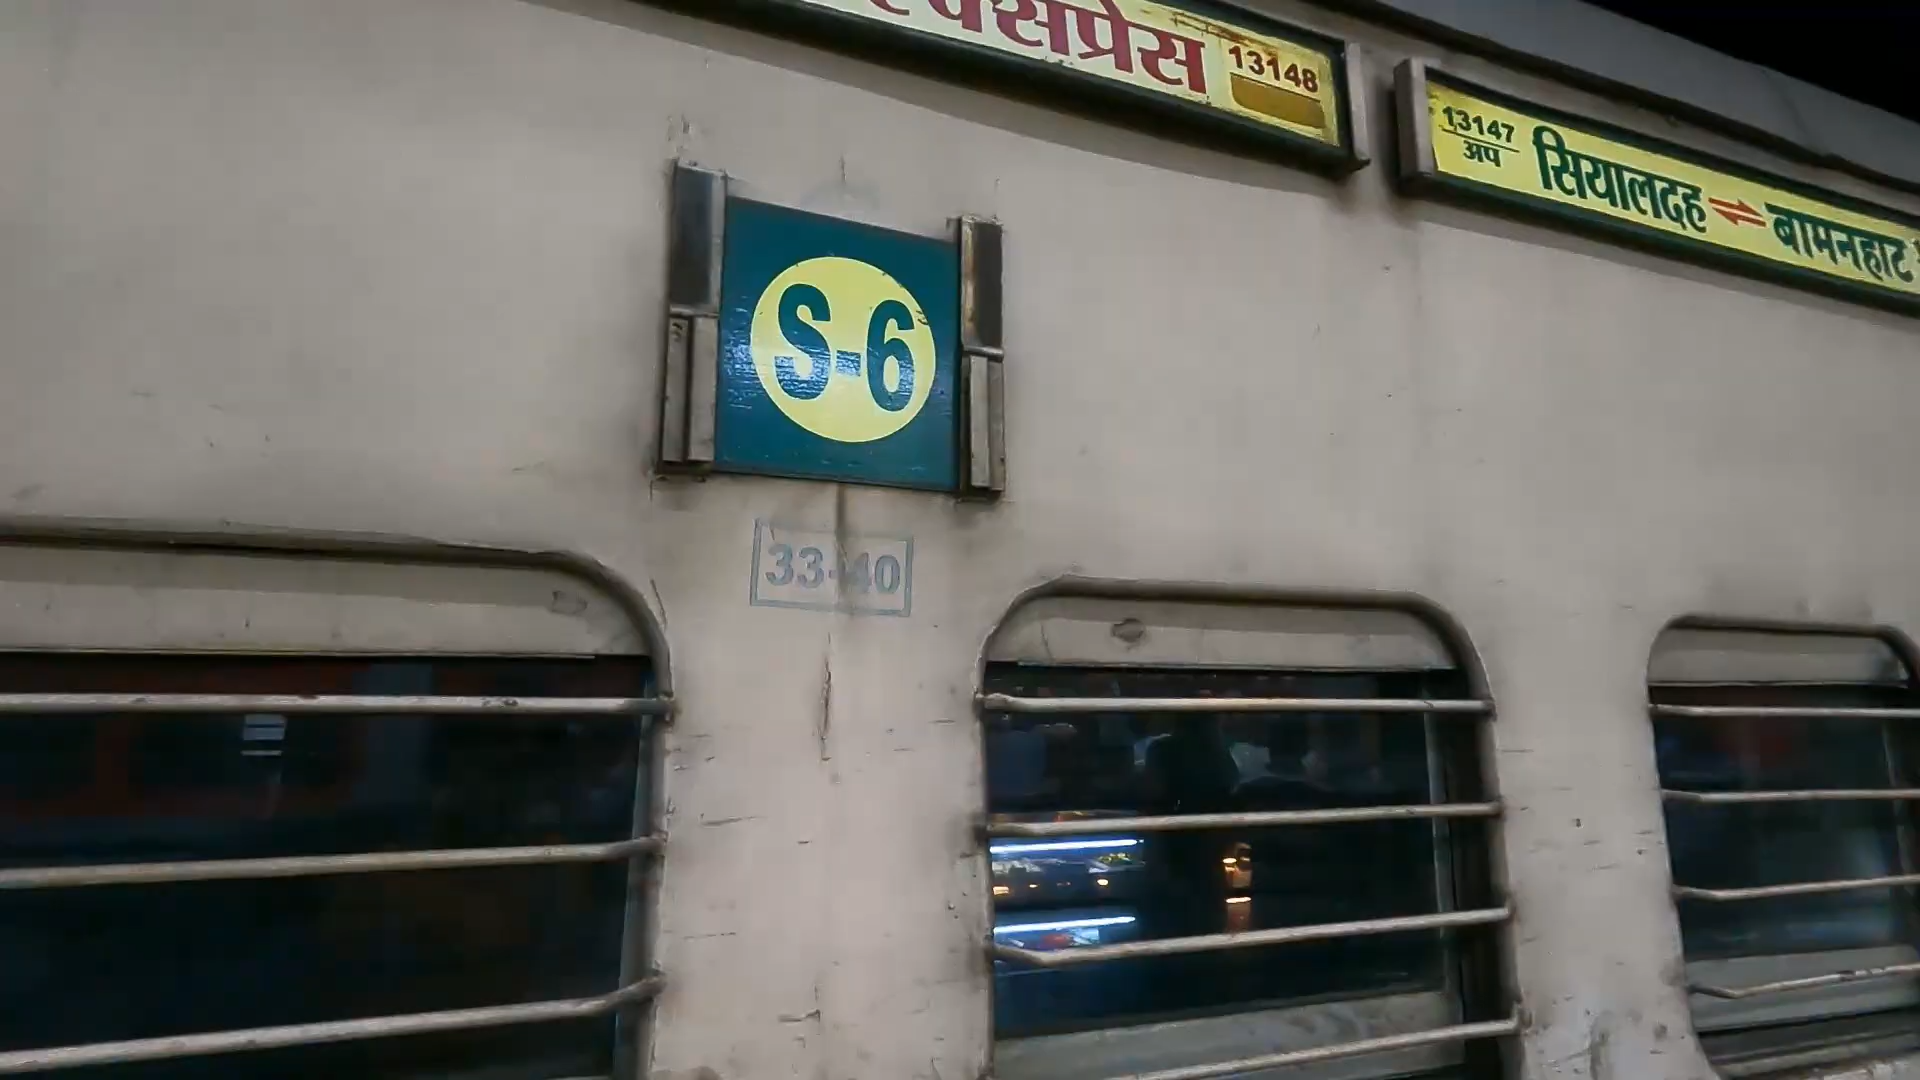 एक्सप्रेस 13148
13147
अप
सियालदह ⇌ बामनहाट
S-6
33-40